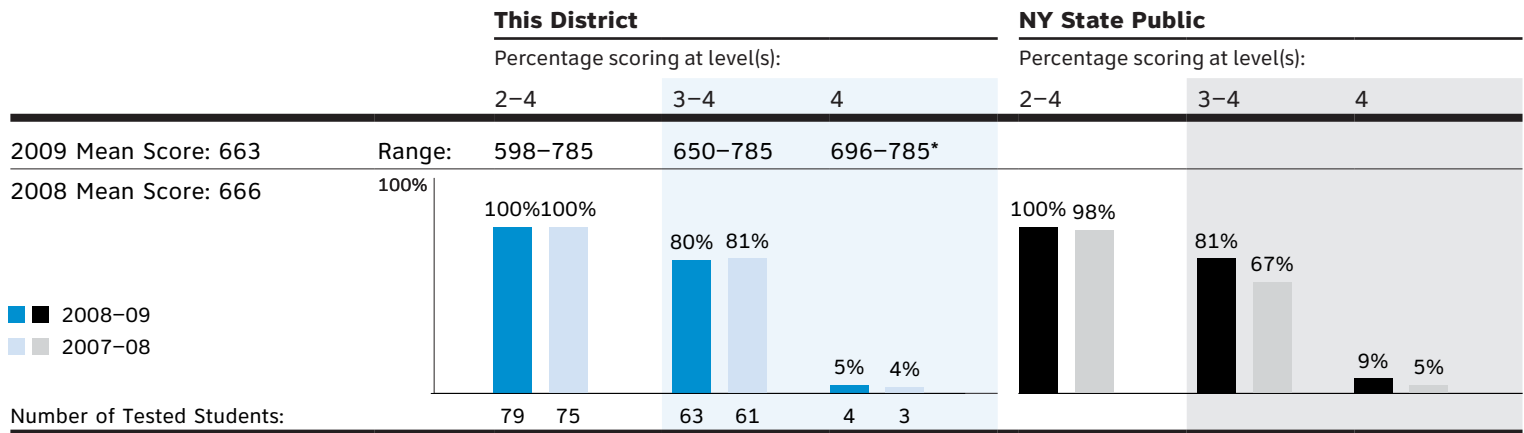 This District NY State Public
Percentage scoring at level(s): Percentage scoring at level(s):
2–4 3–4 4 2–4 3–4 4
2009 Mean Score: 663 Range: 598–785 650–785 696–785*
2008 Mean Score: 666 100%
100% 100% 100% 98%
80% 81% 81% 67%
5% 4% 9% 5%
2008–09
2007–08
Number of Tested Students: 79 75 63 61 4 3